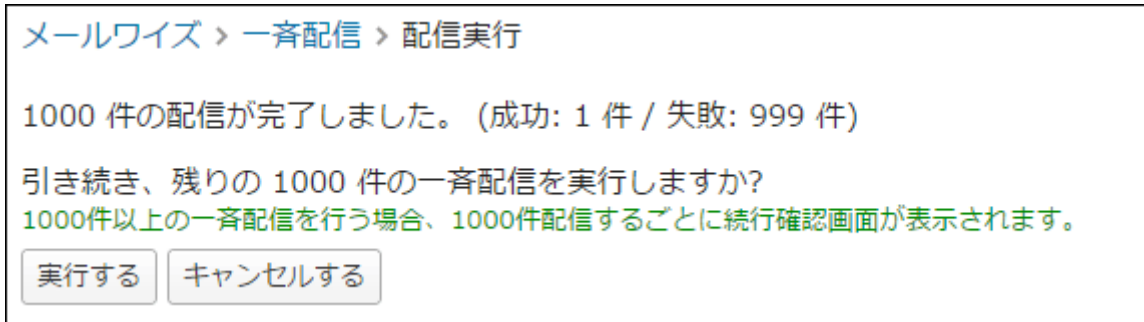 メールワイズ > 一斉配信 > 配信実行
1000 件の配信が完了しました。 (成功: 1 件 / 失敗: 999 件)
引き続き、残りの 1000 件の一斉配信を実行しますか?
1000件以上の一斉配信を行う場合、1000件配信するごとに続行確認画面が表示されます。
実行する キャンセルする